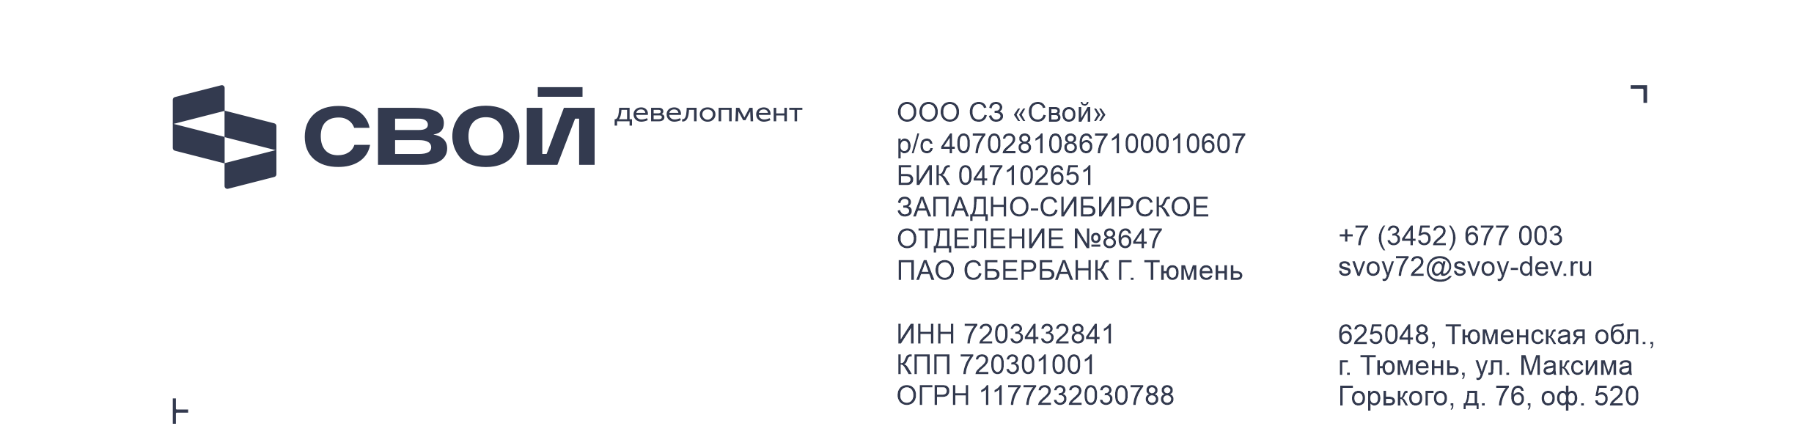 СВОЙ девелопмент
ООО СЗ «Свой»
р/с 40702810867100010607
БИК 047102651
ЗАПАДНО-СИБИРСКОЕ
ОТДЕЛЕНИЕ №8647
ПАО СБЕРБАНК Г. Тюмень
ИНН 7203432841
КПП 720301001
ОГРН 1177232030788
+7 (3452) 677 003
svoy72@svoy-dev.ru
625048, Тюменская обл.,
г. Тюмень, ул. Максима
Горького, д. 76, оф. 520